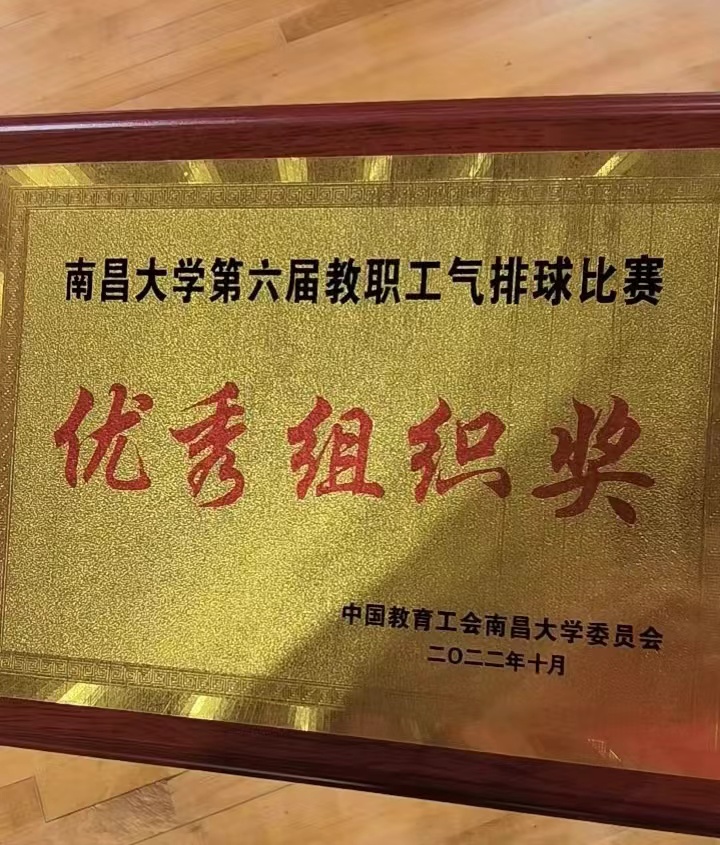 南昌大学第六届教职工气排球比赛
优秀组织奖
中国教育工会南昌大学委员会
二〇二二年十月